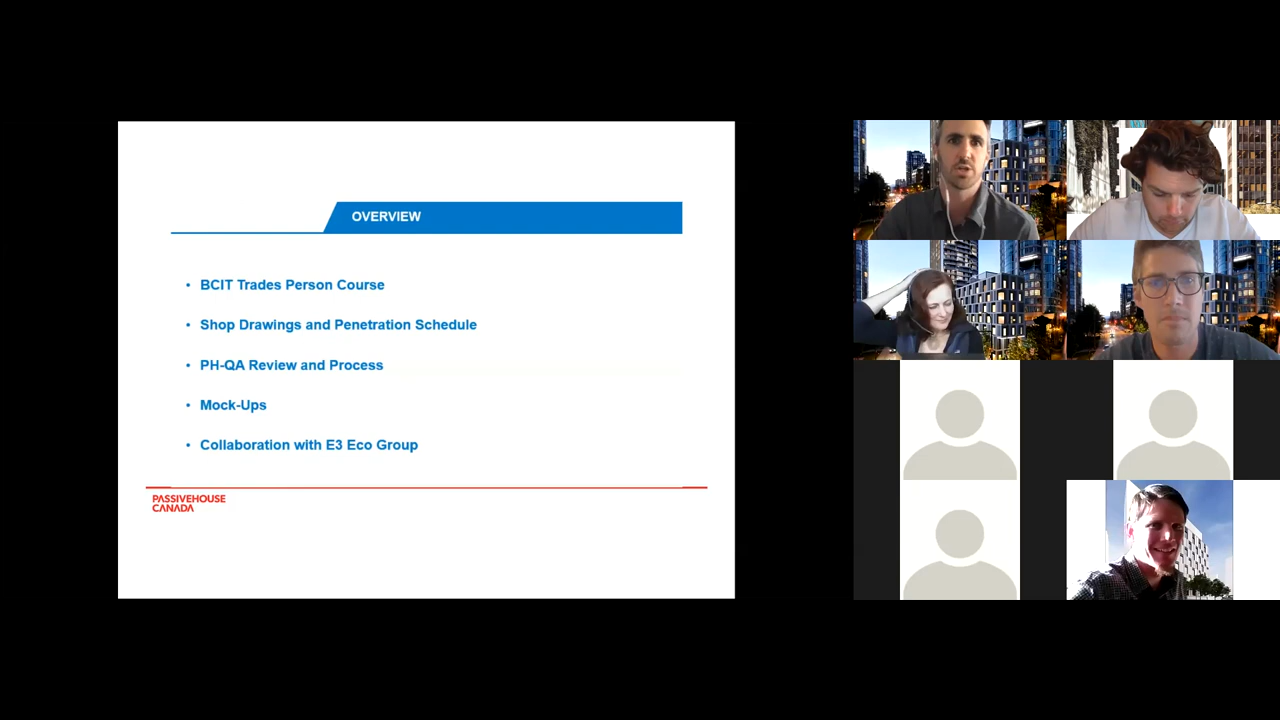 OVERVIEW
• BCIT Trades Person Course
• Shop Drawings and Penetration Schedule
• PH-QA Review and Process
• Mock-Ups
• Collaboration with E3 Eco Group
PASSIVEHOUSE
CANADA